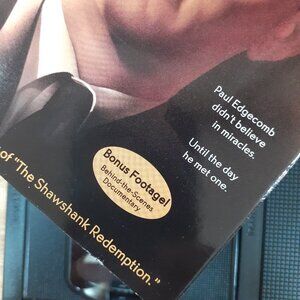 Paul Edgecomb
didn't believe
in miracles.
Until the day
he met one.
Bonus Footage!
Behind-the-Scenes
Documentary
of "The Shawshank Redemption."